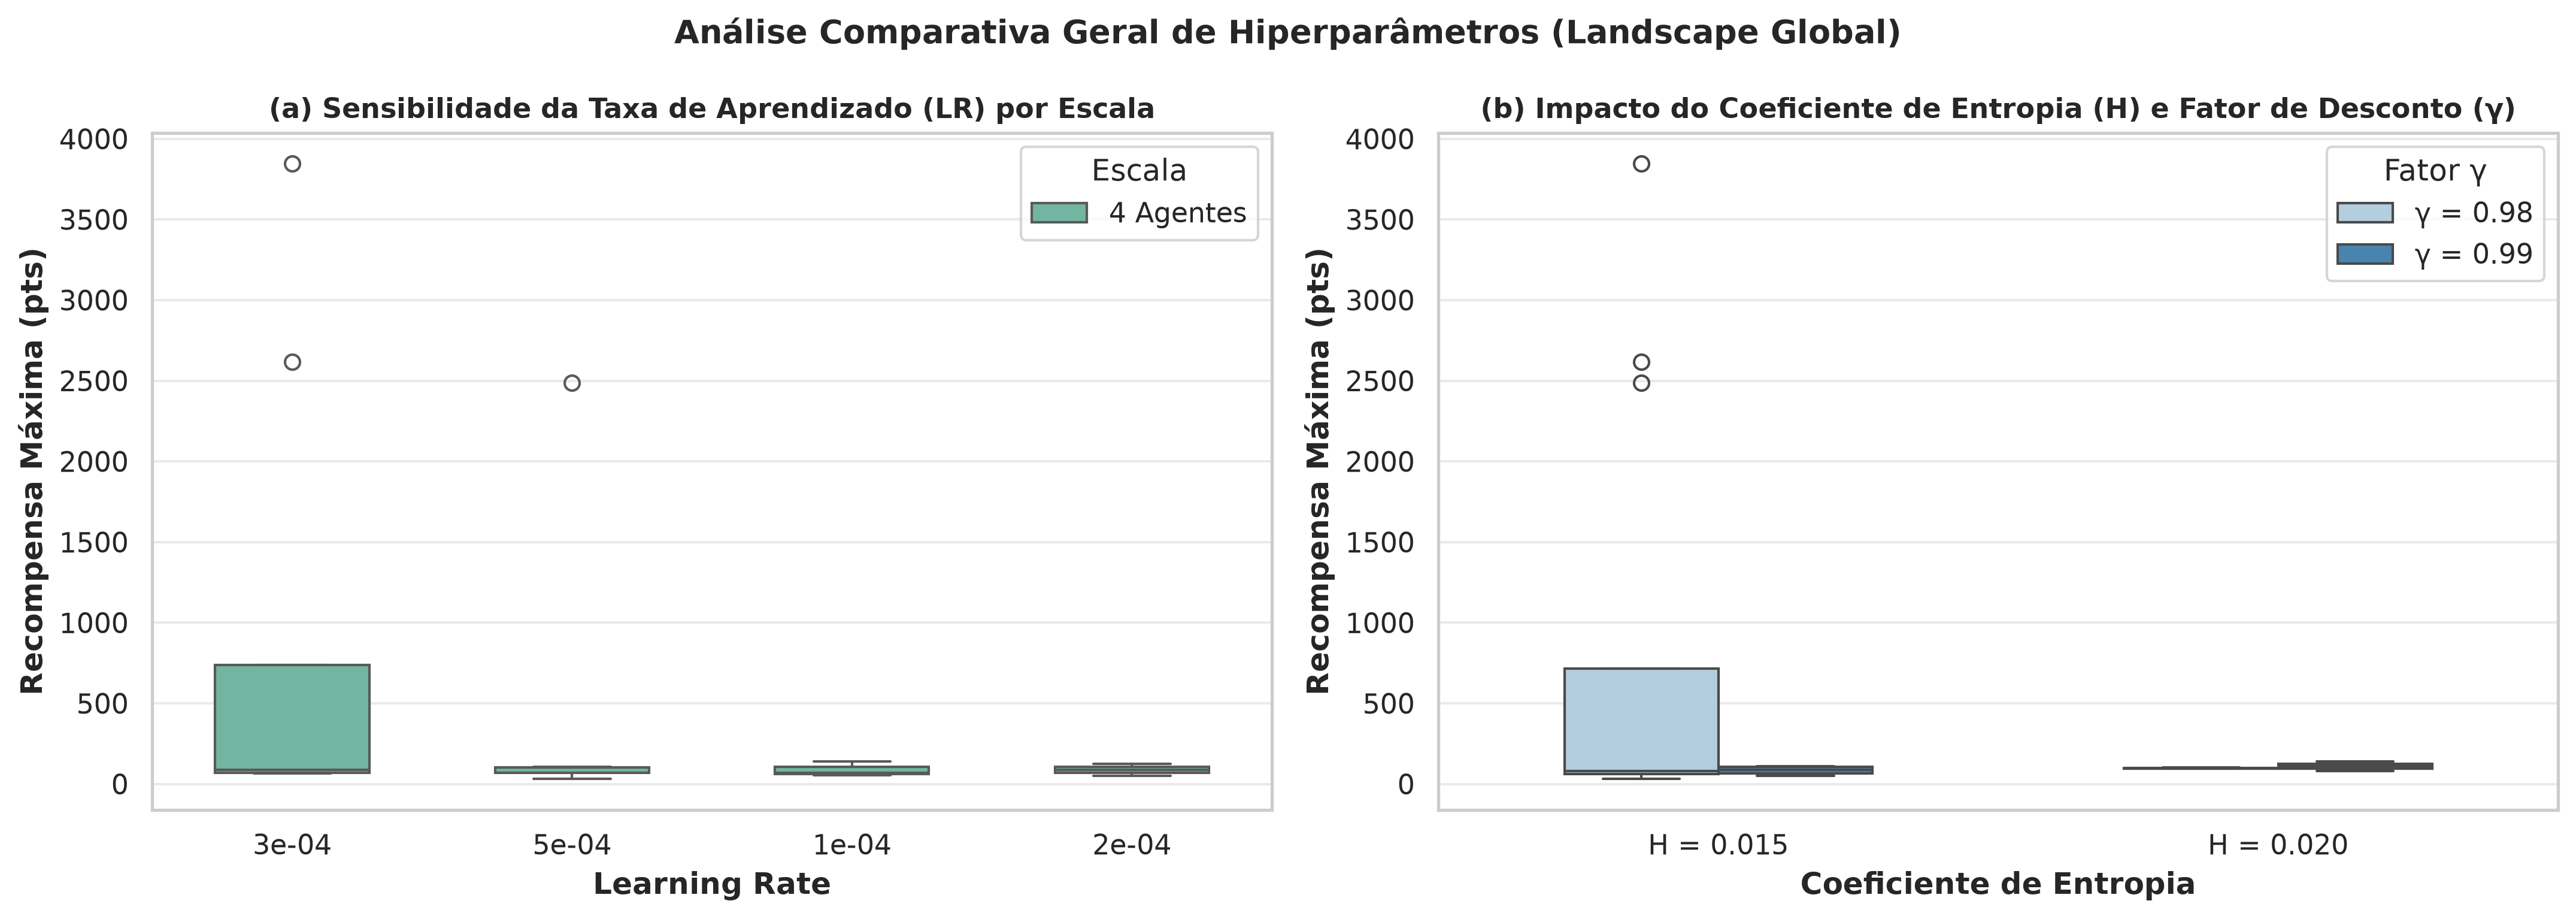 Análise Comparativa Geral de Hiperparâmetros (Landscape Global)
(a) Sensibilidade da Taxa de Aprendizado (LR) por Escala
Recompensa Máxima (pts)
4000
3500
3000
2500
2000
1500
1000
500
0
Escala
4 Agentes
3e-04 5e-04 1e-04 2e-04
Learning Rate
(b) Impacto do Coeficiente de Entropia (H) e Fator de Desconto (γ)
Recompensa Máxima (pts)
4000
3500
3000
2500
2000
1500
1000
500
0
Fator γ
γ = 0.98
γ = 0.99
H = 0.015 H = 0.020
Coeficiente de Entropia